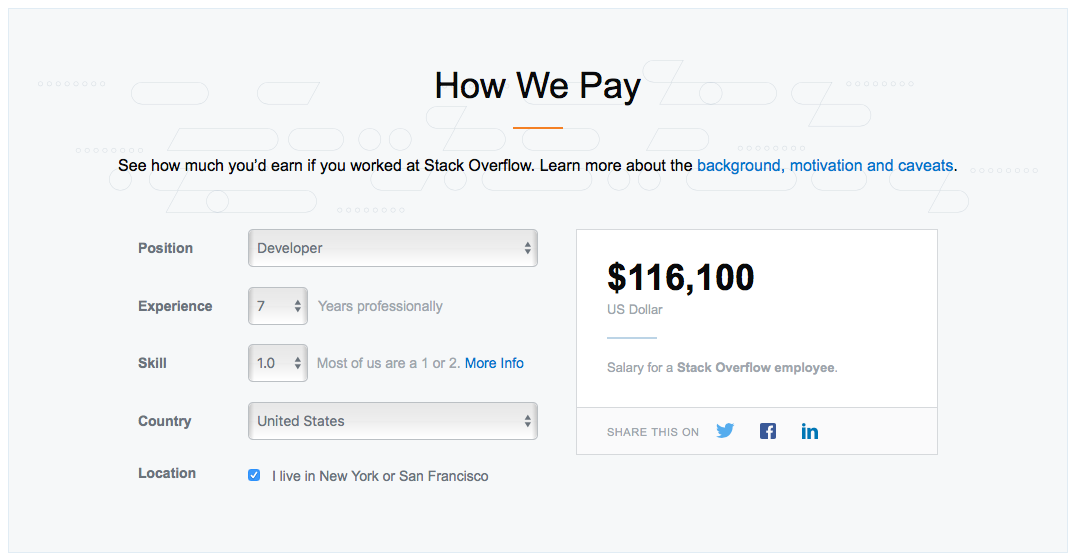 How We Pay
See how much you’d earn if you worked at Stack Overflow. Learn more about the background, motivation and caveats.
Position
Developer
Experience
7
Years professionally
Skill
1.0
Most of us are a 1 or 2. More Info
Country
United States
Location
I live in New York or San Francisco
$116,100
US Dollar
Salary for a Stack Overflow employee.
SHARE THIS ON